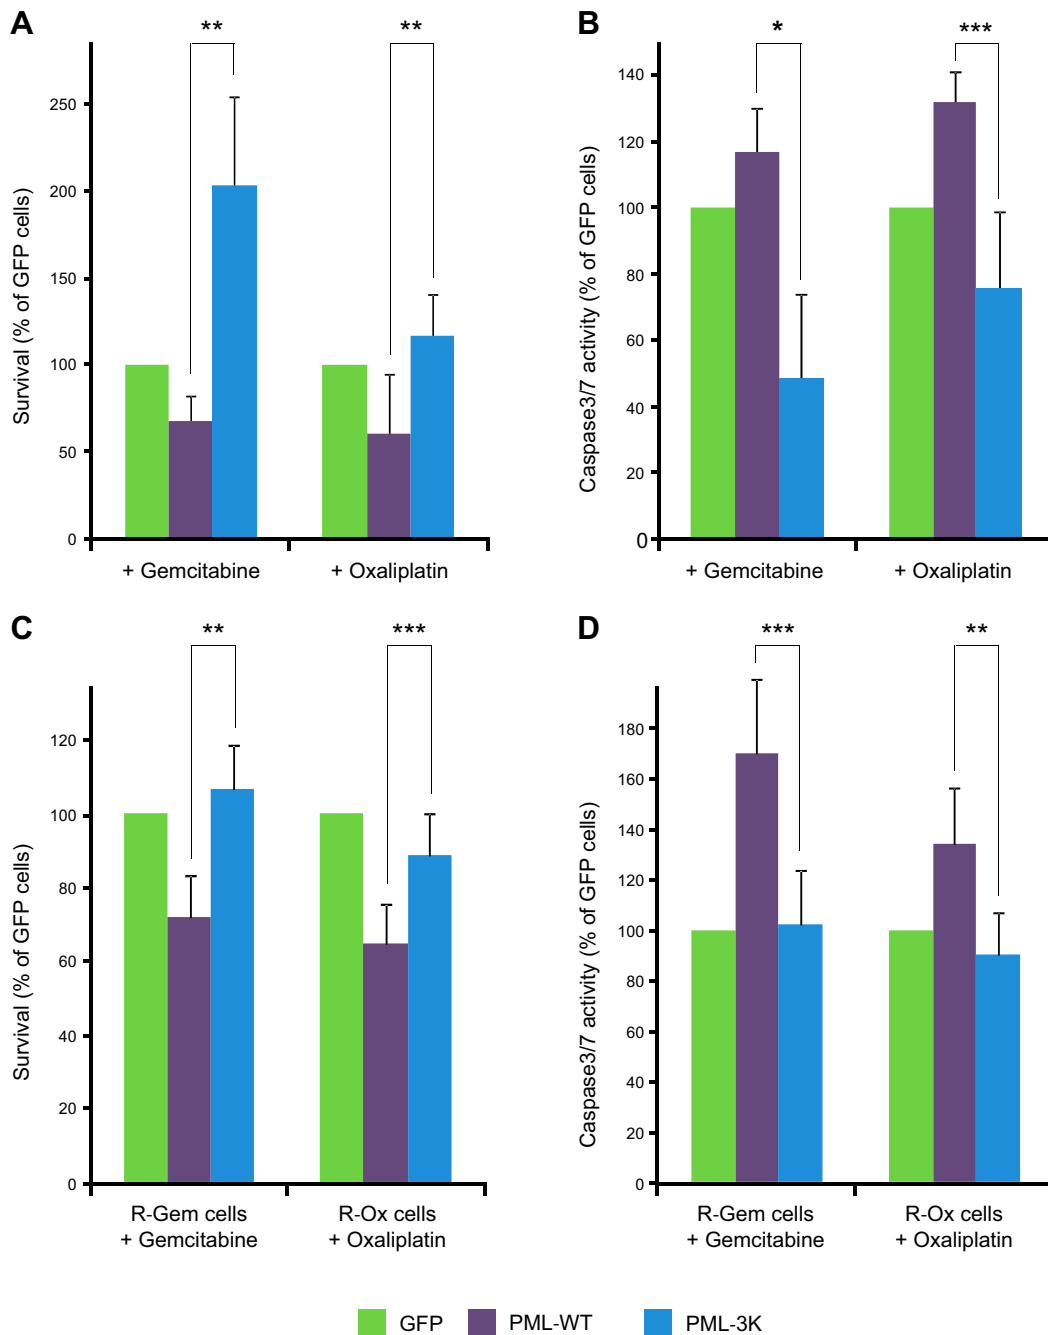 A
** **
Survival (% of GFP cells)
250
200
150
100
50
0
+ Gemcitabine + Oxaliplatin
B
* ***
Caspase3/7 activity (% of GFP cells)
140
120
100
80
60
40
20
0
+ Gemcitabine + Oxaliplatin
C
** ***
Survival (% of GFP cells)
120
100
80
60
40
20
0
R-Gem cells R-Ox cells
+ Gemcitabine + Oxaliplatin
D
*** **
Caspase3/7 activity (% of GFP cells)
180
160
140
120
100
80
60
40
20
0
R-Gem cells R-Ox cells
+ Gemcitabine + Oxaliplatin
GFP PML-WT PML-3K